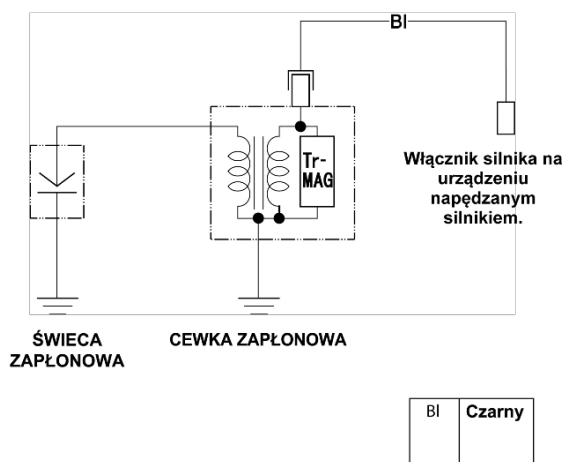 Bl
Tr-
MAG
Włącznik silnika na
urządzeniu
napędzanym
silnikiem.
ŚWIECA
ZAPŁONOWA
CEWKA ZAPŁONOWA
Bl Czarny